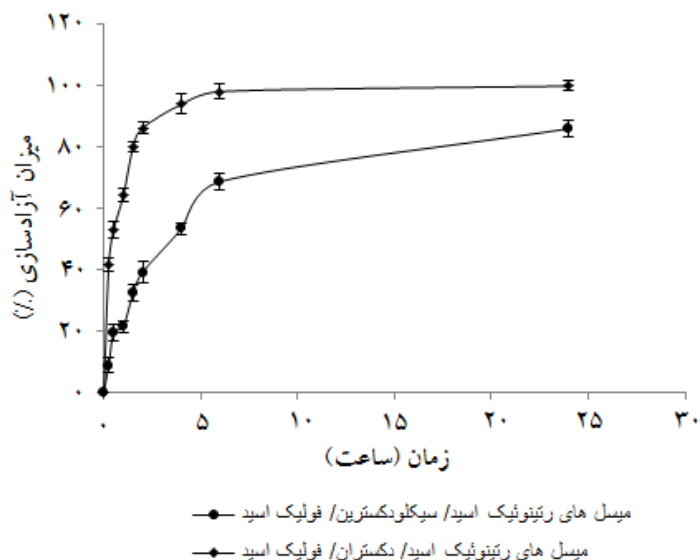 میزان آزادسازی (٪)
۱۲۰
۱۰۰
۸۰
۶۰
۴۰
۲۰
۰
۰ ۵ ۱۰ ۱۵ ۲۰ ۲۵ ۳۰
زمان (ساعت)
میسل های رتینوئیک اسید/ سیکلودکسترین/ فولیک اسید
میسل های رتینوئیک اسید/ دکستران/ فولیک اسید